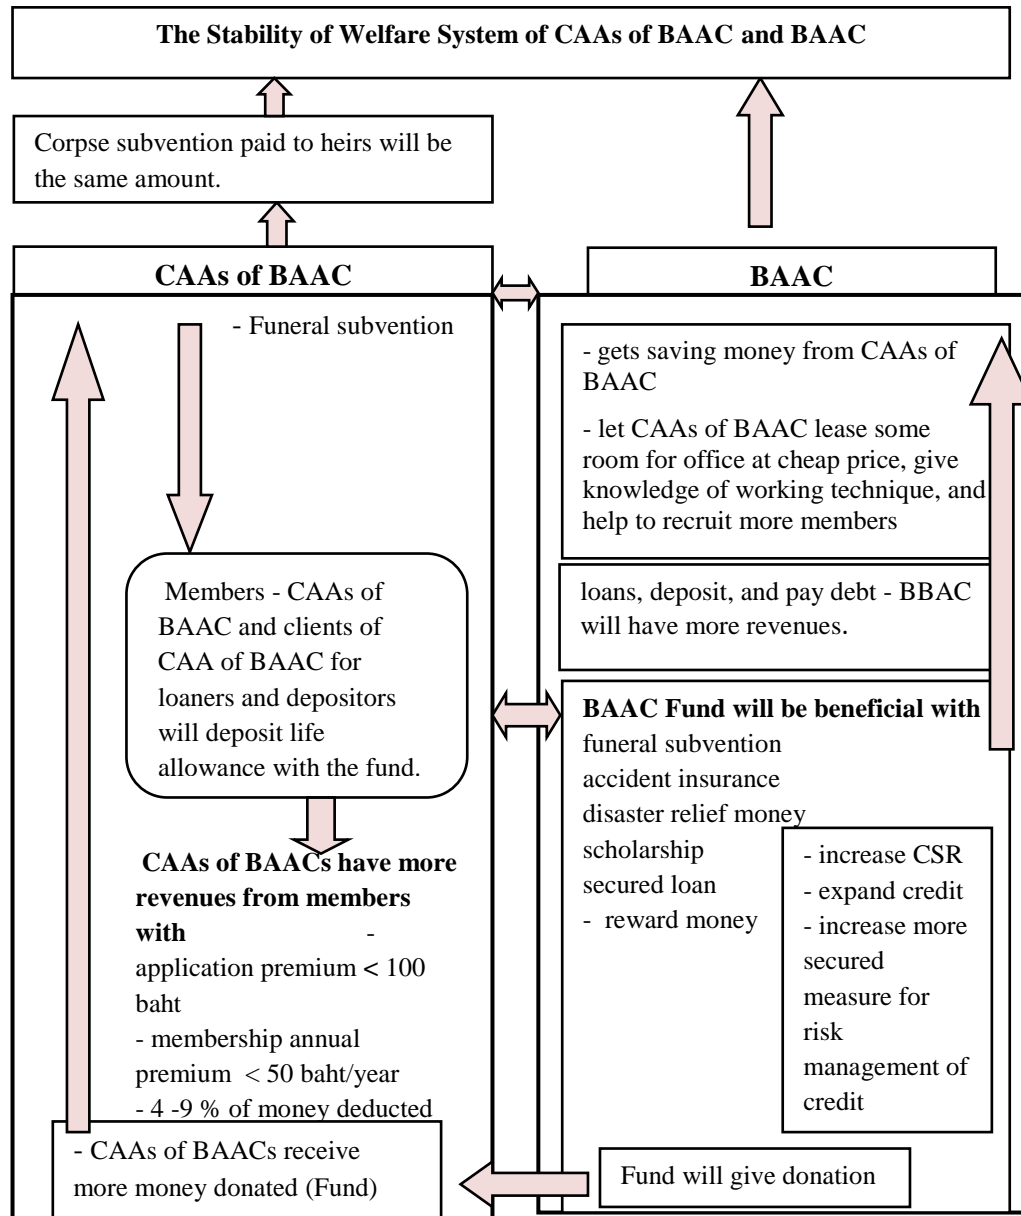 The Stability of Welfare System of CAAs of BAAC and BAAC
Corpse subvention paid to heirs will be
the same amount.
CAAs of BAAC
- Funeral subvention
Members - CAAs of
BAAC and clients of
CAA of BAAC for
loaners and depositors
will deposit life
allowance with the fund.
CAAs of BAACs have more
revenues from members
with -
application premium < 100
baht
- membership annual
premium < 50 baht/year
- 4 -9 % of money deducted
- CAAs of BAACs receive
more money donated (Fund)
BAAC
- gets saving money from CAAs of
BAAC
- let CAAs of BAAC lease some
room for office at cheap price, give
knowledge of working technique, and
help to recruit more members
loans, deposit, and pay debt - BBAC
will have more revenues.
BAAC Fund will be beneficial with
funeral subvention
accident insurance
disaster relief money
scholarship
secured loan
- reward money
- increase CSR
- expand credit
- increase more
secured
measure for
risk
management of
credit
Fund will give donation